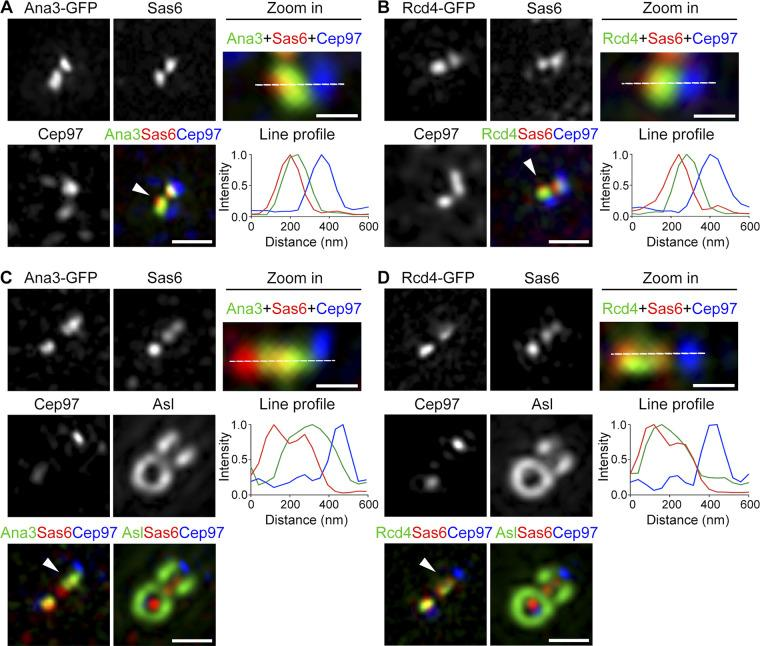 A Ana3-GFP Sas6 Zoom in
Ana3+Sas6+Cep97
Cep97 Ana3Sas6Cep97 Line profile
Intensity
1.0
0.5
0.0
0 200 400 600
Distance (nm)
B Rcd4-GFP Sas6 Zoom in
Rcd4+Sas6+Cep97
Cep97 Rcd4Sas6Cep97 Line profile
Intensity
1.0
0.5
0.0
0 200 400 600
Distance (nm)
C Ana3-GFP Sas6 Zoom in
Ana3+Sas6+Cep97
Cep97 Asl Line profile
Intensity
1.0
0.5
0.0
0 200 400 600
Distance (nm)
Ana3Sas6Cep97 AslSas6Cep97
D Rcd4-GFP Sas6 Zoom in
Rcd4+Sas6+Cep97
Cep97 Asl Line profile
Intensity
1.0
0.5
0.0
0 200 400 600
Distance (nm)
Rcd4Sas6Cep97 AslSas6Cep97